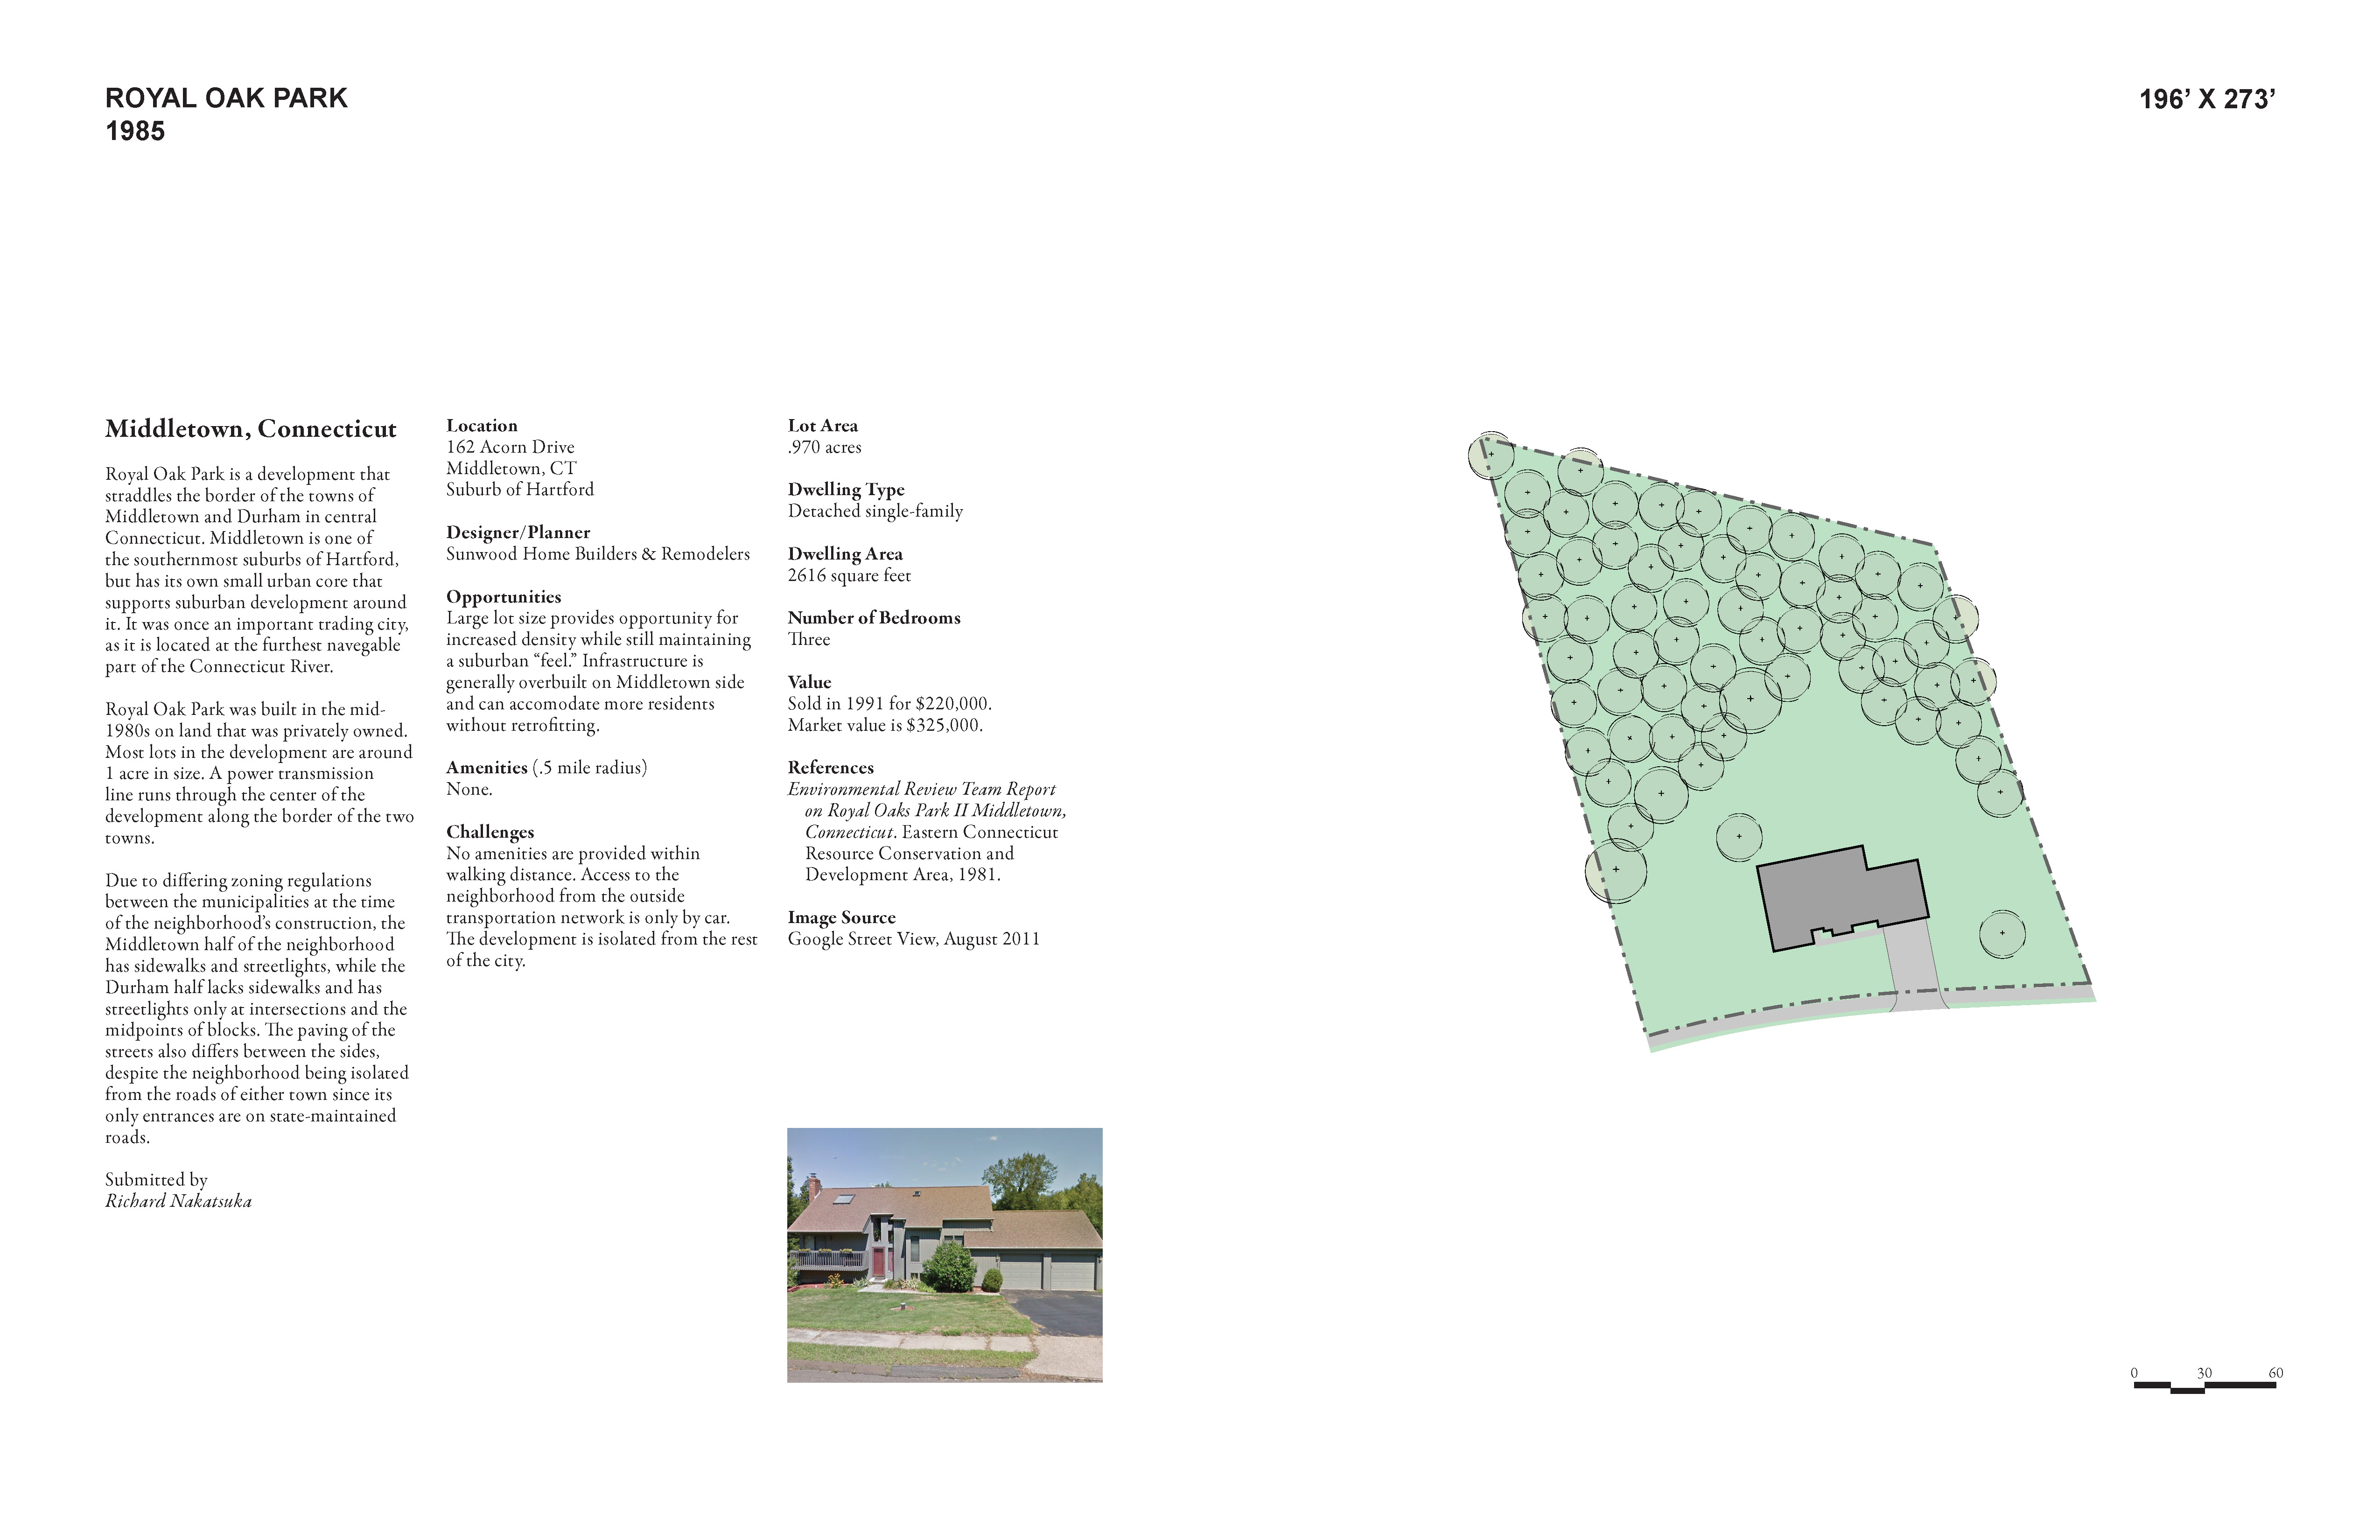 ROYAL OAK PARK
1985
196’ X 273’
Middletown, Connecticut
Royal Oak Park is a development that
straddles the border of the towns of
Middletown and Durham in central
Connecticut. Middletown is one of
the southernmost suburbs of Hartford,
but has its own small urban core that
supports suburban development around
it. It was once an important trading city,
as it is located at the furthest navegable
part of the Connecticut River.
Royal Oak Park was built in the mid-
1980s on land that was privately owned.
Most lots in the development are around
1 acre in size. A power transmission
line runs through the center of the
development along the border of the two
towns.
Due to differing zoning regulations
between the municipalities at the time
of the neighborhood’s construction, the
Middletown half of the neighborhood
has sidewalks and streetlights, while the
Durham half lacks sidewalks and has
streetlights only at intersections and the
midpoints of blocks. The paving of the
streets also differs between the sides,
despite the neighborhood being isolated
from the roads of either town since its
only entrances are on state-maintained
roads.
Submitted by
Richard Nakatsuka
Location
162 Acorn Drive
Middletown, CT
Suburb of Hartford
Designer/Planner
Sunwood Home Builders & Remodelers
Opportunities
Large lot size provides opportunity for
increased density while still maintaining
a suburban “feel.” Infrastructure is
generally overbuilt on Middletown side
and can accomodate more residents
without retrofitting.
Amenities (.5 mile radius)
None.
Challenges
No amenities are provided within
walking distance. Access to the
neighborhood from the outside
transportation network is only by car.
The development is isolated from the rest
of the city.
Lot Area
.970 acres
Dwelling Type
Detached single-family
Dwelling Area
2616 square feet
Number of Bedrooms
Three
Value
Sold in 1991 for $220,000.
Market value is $325,000.
References
Environmental Review Team Report
on Royal Oaks Park II Middletown,
Connecticut. Eastern Connecticut
Resource Conservation and
Development Area, 1981.
Image Source
Google Street View, August 2011
0 30 60